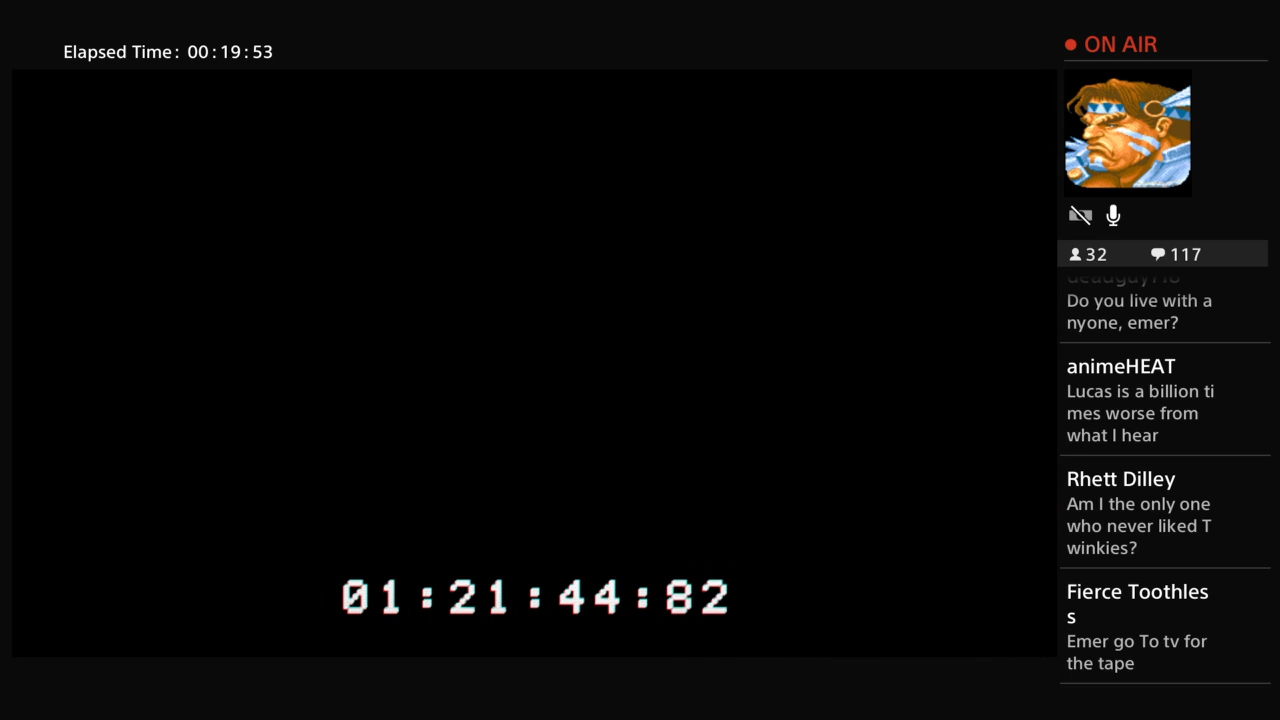 Elapsed Time: 00:19:53
ON AIR
32 117
deadguy718
Do you live with a
nyone, emer?
animeHEAT
Lucas is a billion ti
mes worse from
what I hear
Rhett Dilley
Am I the only one
who never liked T
winkies?
Fierce Toothles
s
Emer go To tv for
the tape
01:21:44:82